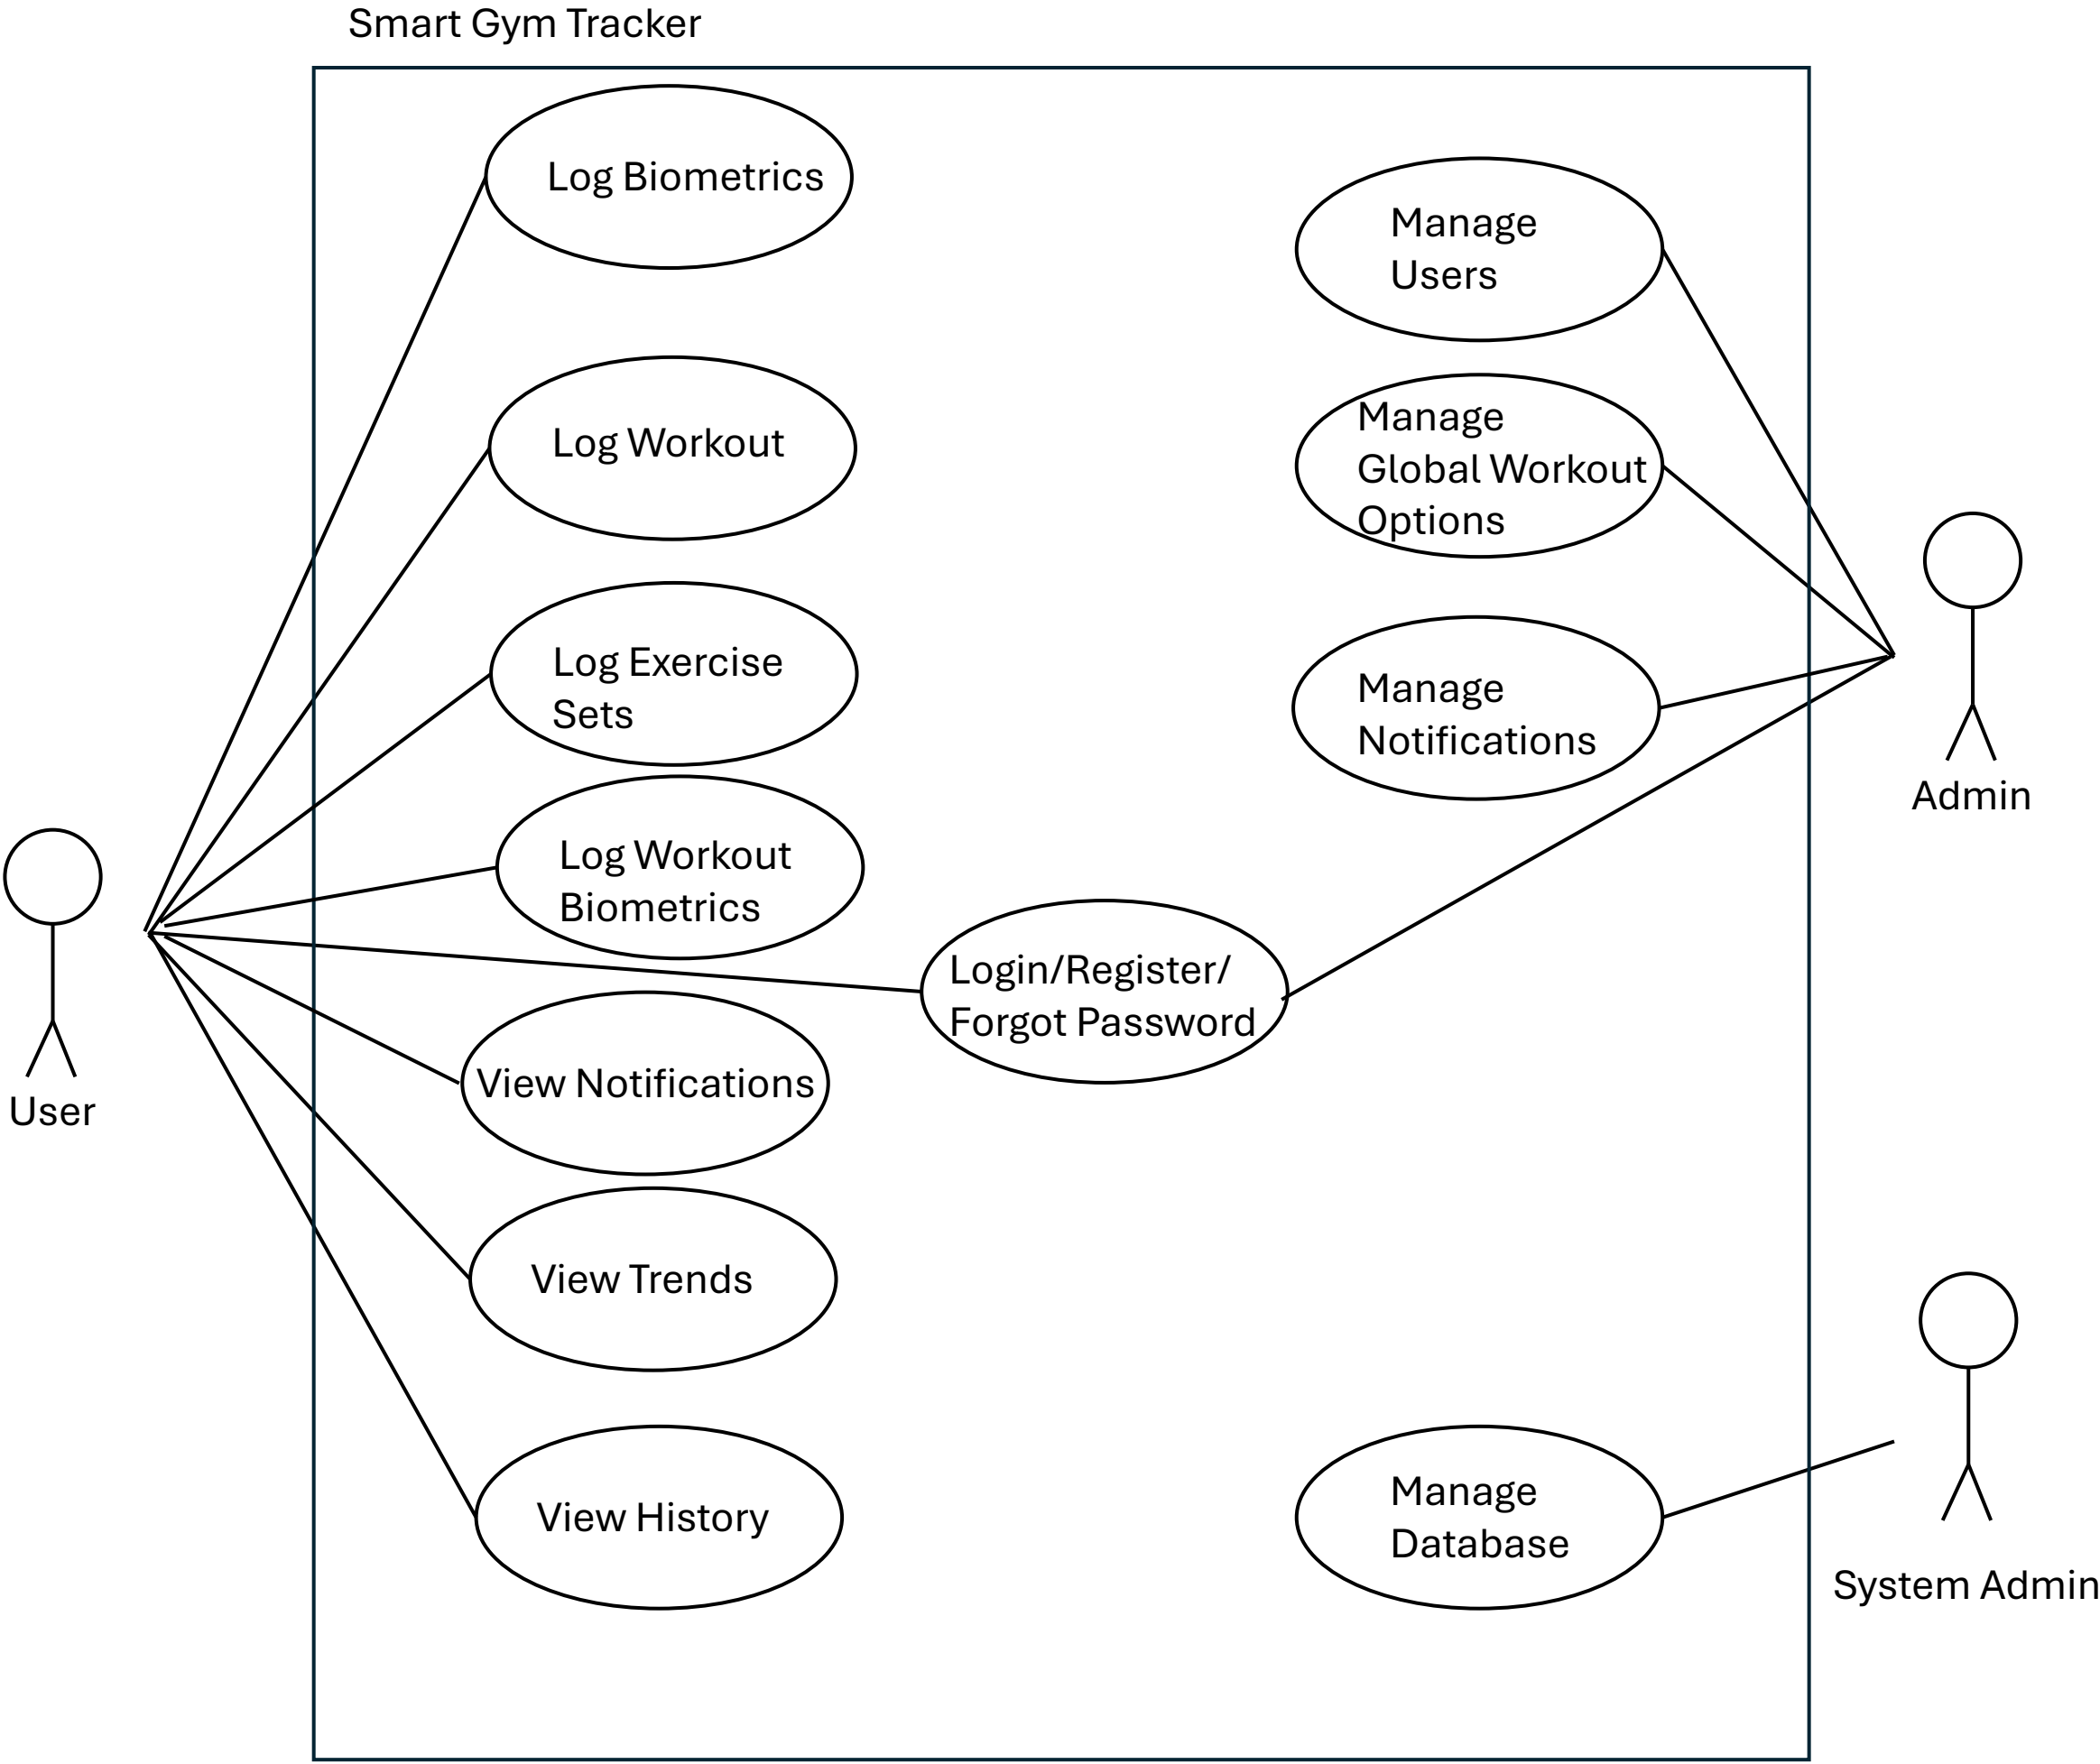 Smart Gym Tracker
Log Biometrics
Log Workout
Log Exercise
Sets
Log Workout
Biometrics
Login/Register/
Forgot Password
View Notifications
View Trends
View History
Manage
Users
Manage
Global Workout
Options
Manage
Notifications
Manage
Database
User
Admin
System Admin